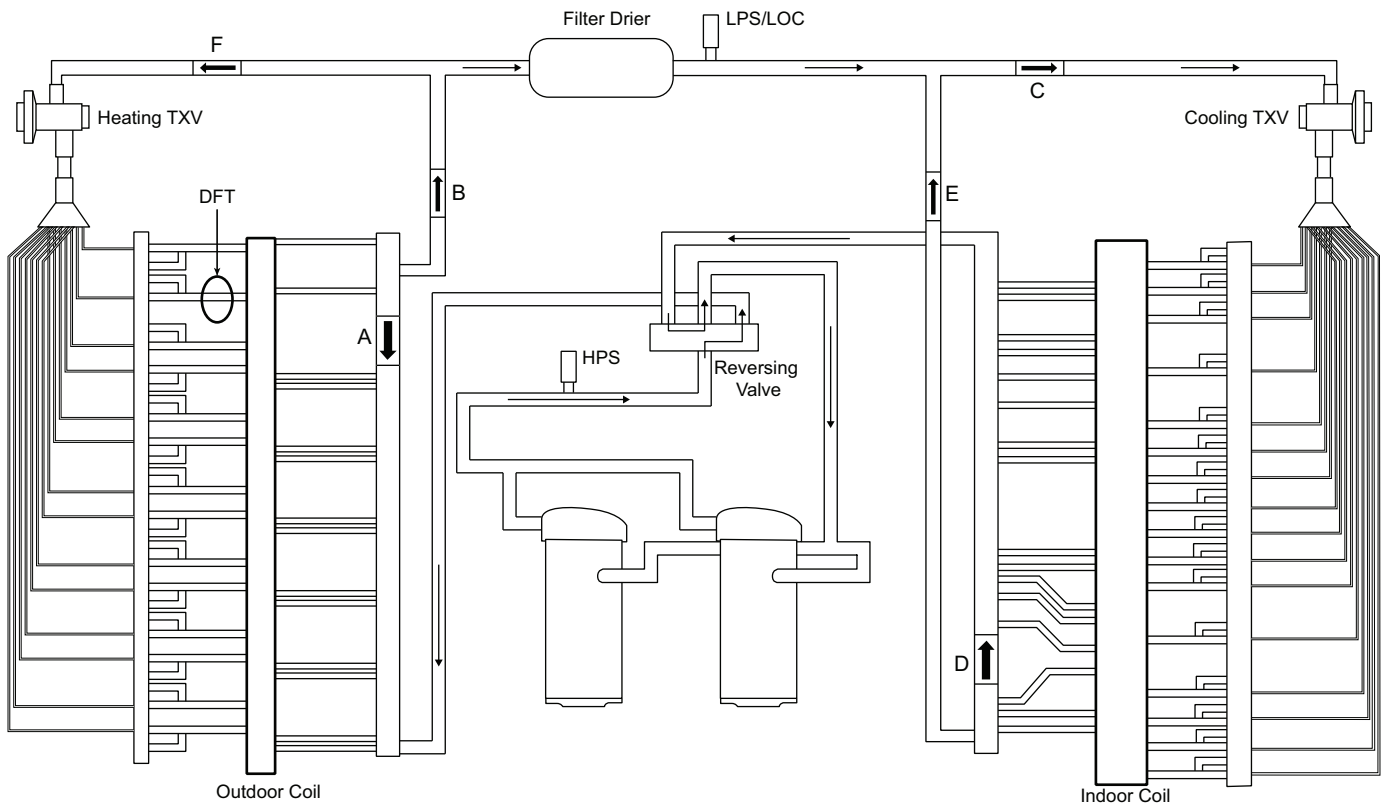 Filter Drier
LPS/LOC
F
C
Heating TXV
Cooling TXV
DFT
B
E
A
HPS
Reversing
Valve
D
Outdoor Coil
Indoor Coil